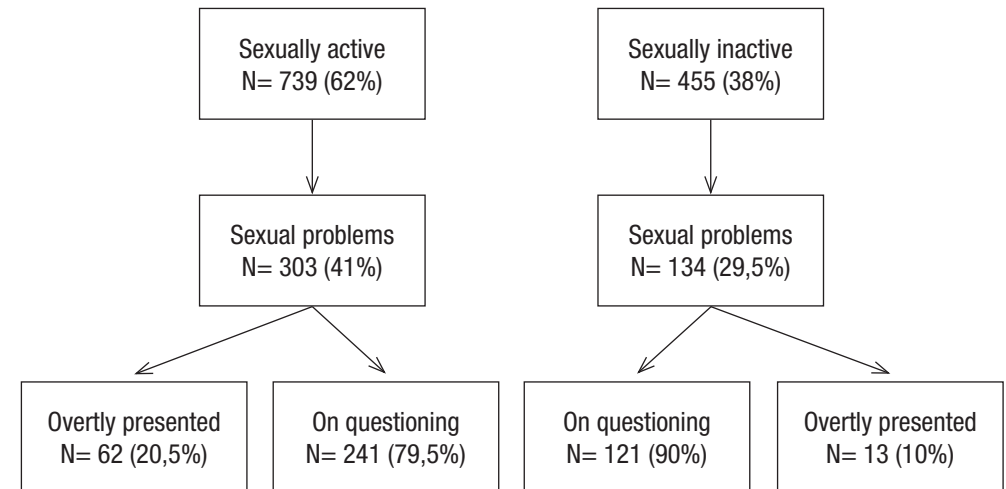 Sexually active
N= 739 (62%)
Sexually inactive
N= 455 (38%)
Sexual problems
N= 303 (41%)
Sexual problems
N= 134 (29,5%)
Overtly presented
N= 62 (20,5%)
On questioning
N= 241 (79,5%)
On questioning
N= 121 (90%)
Overtly presented
N= 13 (10%)